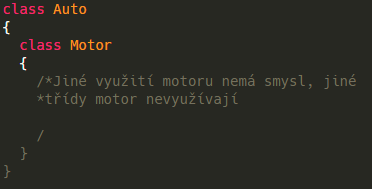 class Auto
{
class Motor
{
/*Jiné využití motoru nemá smysl, jiné
*třídy motor nevyužívají
/
}
}